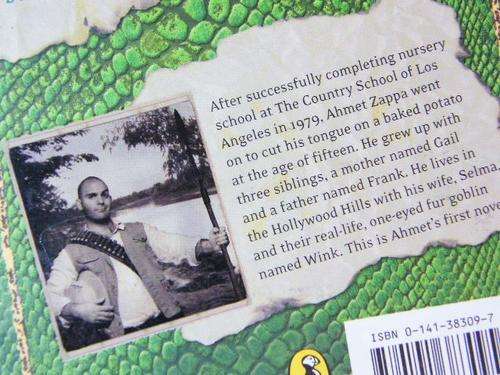 After successfully completing nursery
school at The Country School of Los
Angeles in 1979, Ahmet Zappa went
on to cut his tongue on a baked potato
at the age of fifteen. He grew up with
three siblings, a mother named Gail
and a father named Frank. He lives in
the Hollywood Hills with his wife, Selma,
and their real-life, one-eyed fur goblin
named Wink. This is Ahmet's first nove
ISBN 0-141-38309-7